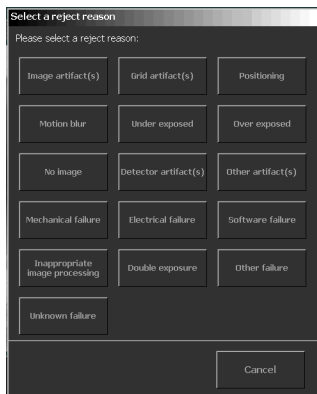 Select a reject reason
Please select a reject reason:
Image artifact(s)
Grid artifact(s)
Positioning
Motion blur
Under exposed
Over exposed
No image
Detector artifact(s)
Other artifact(s)
Mechanical failure
Electrical failure
Software failure
Inappropriate
image processing
Double exposure
Other failure
Unknown failure
Cancel